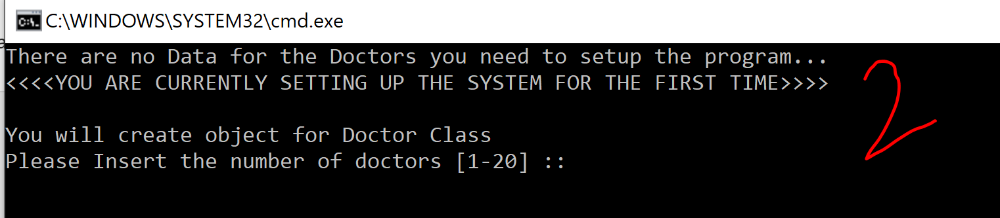 C:\WINDOWS\SYSTEM32\cmd.exe
There are no Data for the Doctors you need to setup the program...
<<<<YOU ARE CURRENTLY SETTING UP THE SYSTEM FOR THE FIRST TIME>>>>
You will create object for Doctor Class
Please Insert the number of doctors [1-20] ::
2